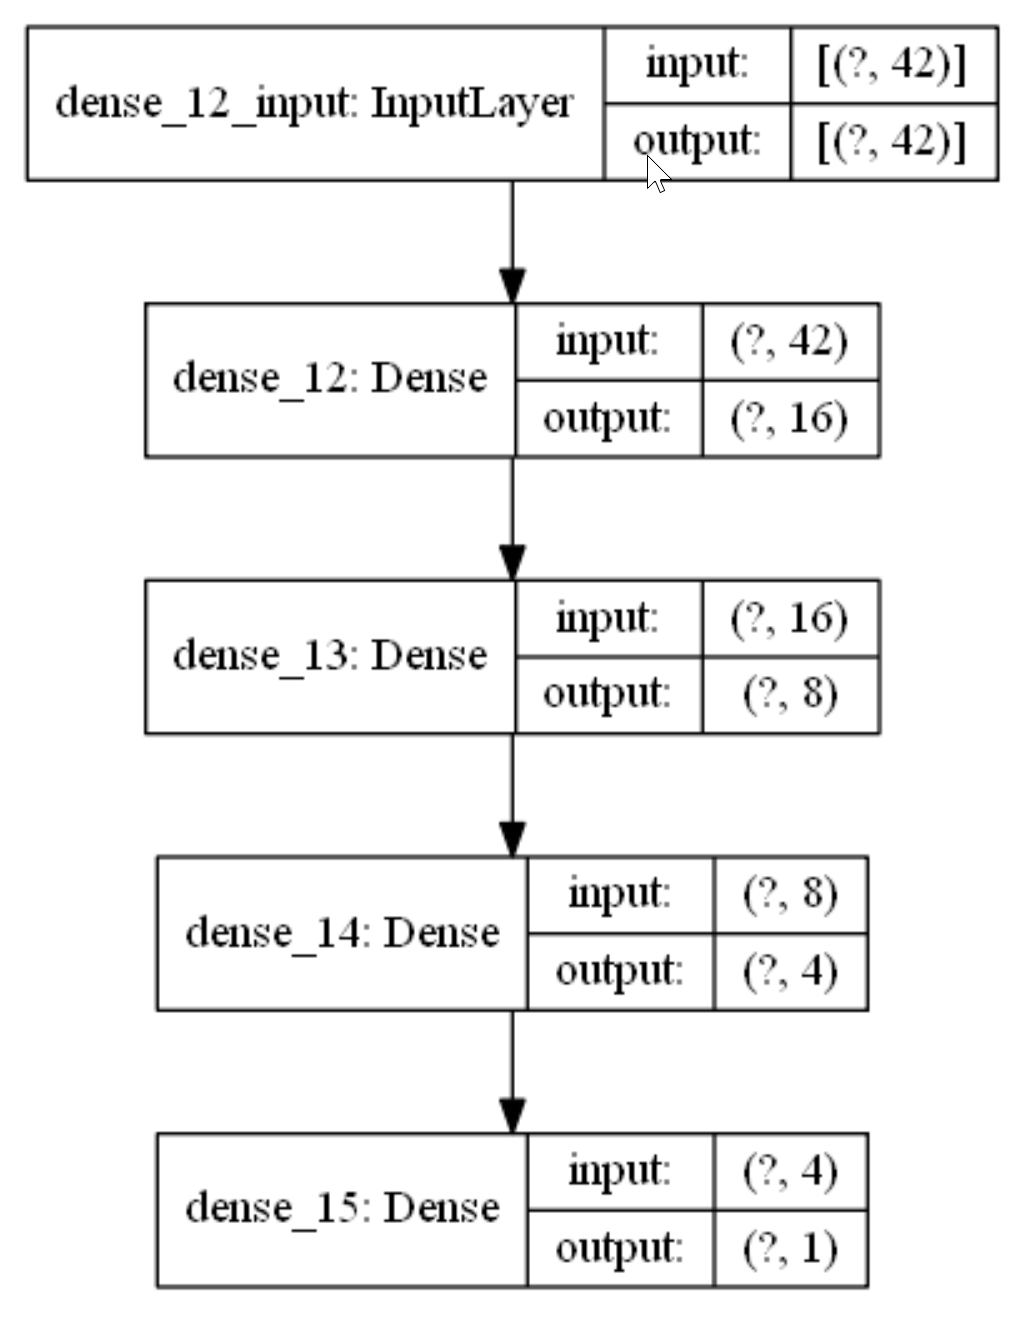 dense_12_input: InputLayer
input: [(?, 42)]
output: [(?, 42)]
dense_12: Dense
input: (?, 42)
output: (?, 16)
dense_13: Dense
input: (?, 16)
output: (?, 8)
dense_14: Dense
input: (?, 8)
output: (?, 4)
dense_15: Dense
input: (?, 4)
output: (?, 1)